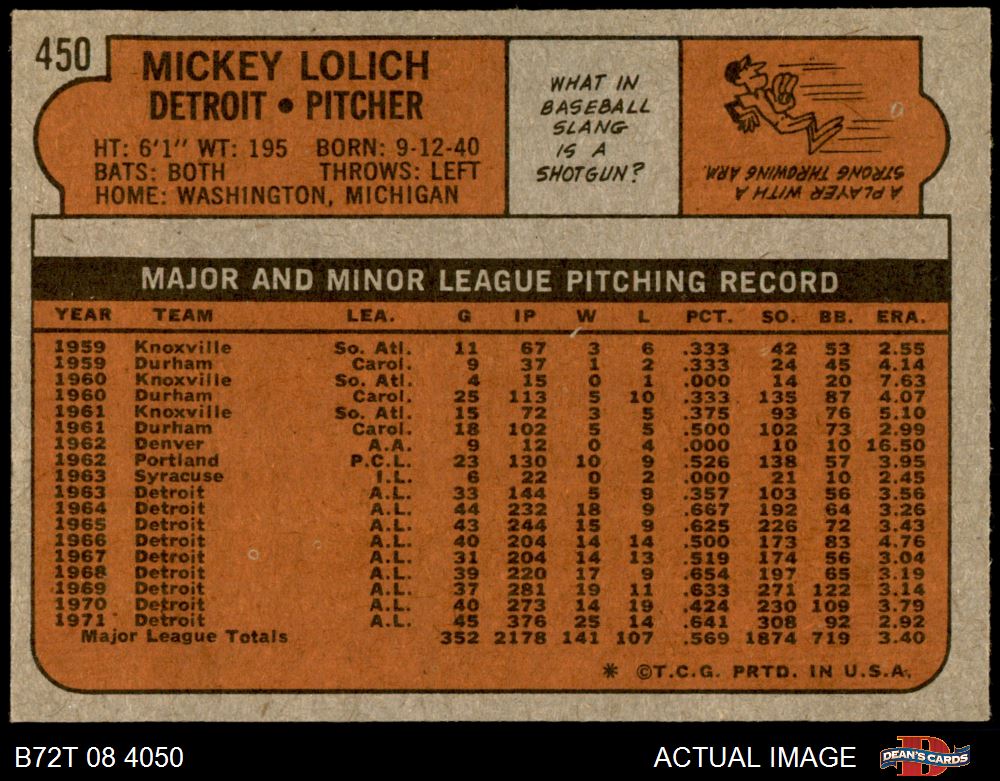 450
MICKEY LOLICH
DETROIT • PITCHER
HT: 6'1" WT: 195 BORN: 9-12-40
BATS: BOTH THROWS: LEFT
HOME: WASHINGTON, MICHIGAN
WHAT IN
BASEBALL
SLANG
IS A
SHOTGUN?
A PLAYER WITH A
STRONG THROWING ARM.
MAJOR AND MINOR LEAGUE PITCHING RECORD
YEAR TEAM LEA. G IP W L PCT. SO. BB. ERA.
1959 Knoxville So. Atl. 11 67 3 6 .333 42 53 2.55
1959 Durham Carol. 9 37 1 2 .333 24 45 4.14
1960 Knoxville So. Atl. 4 15 0 1 .000 14 20 7.63
1960 Durham Carol. 25 113 5 10 .333 135 87 4.07
1961 Knoxville So. Atl. 15 72 3 5 .375 93 76 5.10
1961 Durham Carol. 18 102 5 5 .500 102 73 2.99
1962 Denver A.A. 9 12 0 4 .000 10 10 16.50
1962 Portland P.C.L. 23 130 10 9 .526 138 57 3.95
1963 Syracuse I.L. 6 22 0 2 .000 21 10 2.45
1963 Detroit A.L. 33 144 5 9 .357 103 56 3.56
1964 Detroit A.L. 44 232 18 9 .667 192 64 3.26
1965 Detroit A.L. 43 244 15 9 .625 226 72 3.43
1966 Detroit A.L. 40 204 14 14 .500 173 83 4.76
1967 Detroit A.L. 31 204 14 13 .519 174 56 3.04
1968 Detroit A.L. 39 220 17 9 .654 197 65 3.19
1969 Detroit A.L. 37 281 19 11 .633 271 122 3.14
1970 Detroit A.L. 40 273 14 19 .424 230 109 3.79
1971 Detroit A.L. 45 376 25 14 .641 308 92 2.92
Major League Totals 352 2178 141 107 .569 1874 719 3.40
* ©T.C.G. PRTD. IN U.S.A.
B72T 08 4050 ACTUAL IMAGE DEAN'S CARDS